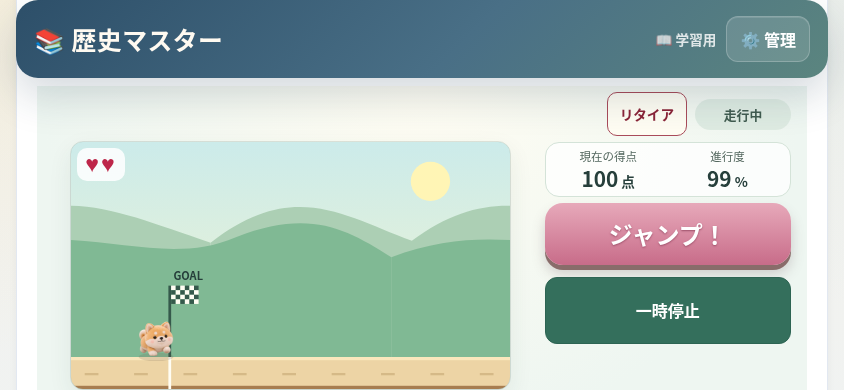 📚 歴史マスター
📖 学習用
⚙️ 管理
リタイア
走行中
♥♥
現在の得点
進行度
100 点
99 %
ジャンプ！
GOAL
一時停止